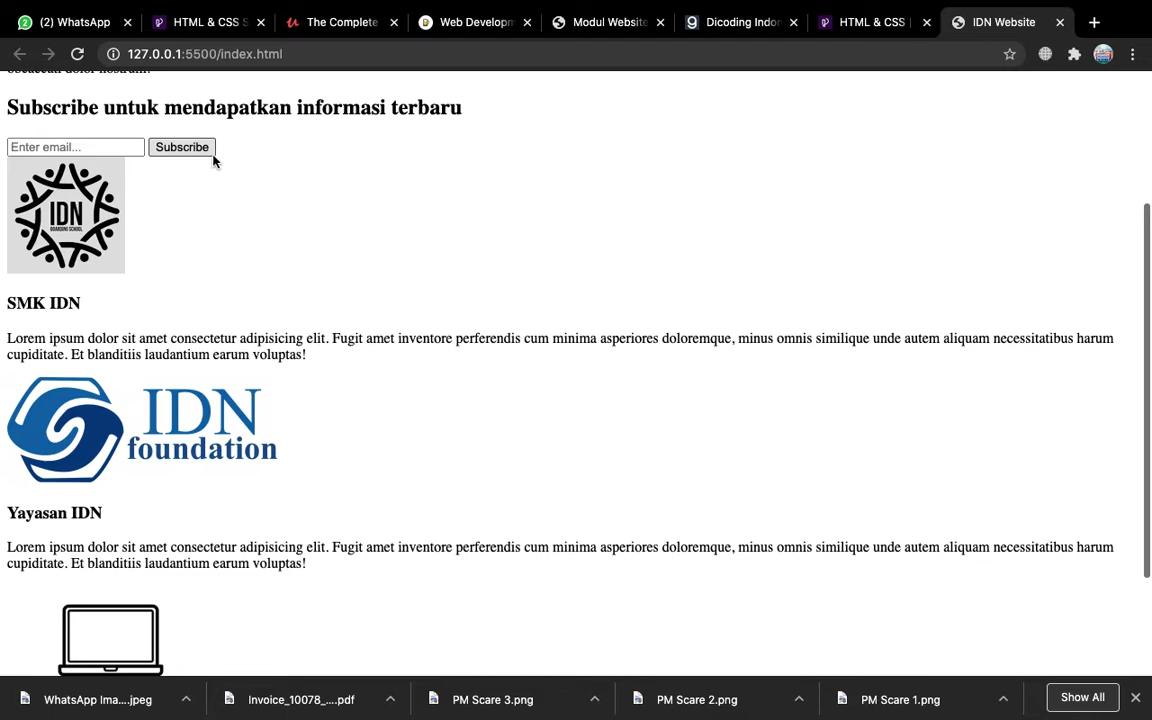 (2) WhatsApp
HTML & CSS S
The Complete
Web Developm
Modul Website
Dicoding Indon
HTML & CSS
IDN Website
127.0.0.1:5500/index.html
obcaecati dolor nostrum?
Subscribe untuk mendapatkan informasi terbaru
Enter email... Subscribe
IDN
BOARDING SCHOOL
SMK IDN
Lorem ipsum dolor sit amet consectetur adipisicing elit. Fugit amet inventore perferendis cum minima asperiores doloremque, minus omnis similique unde autem aliquam necessitatibus harum
cupiditate. Et blanditiis laudantium earum voluptas!
IDN
foundation
Yayasan IDN
Lorem ipsum dolor sit amet consectetur adipisicing elit. Fugit amet inventore perferendis cum minima asperiores doloremque, minus omnis similique unde autem aliquam necessitatibus harum
cupiditate. Et blanditiis laudantium earum voluptas!
WhatsApp Ima....jpeg
Invoice_10078_....pdf
PM Scare 3.png
PM Scare 2.png
PM Scare 1.png
Show All